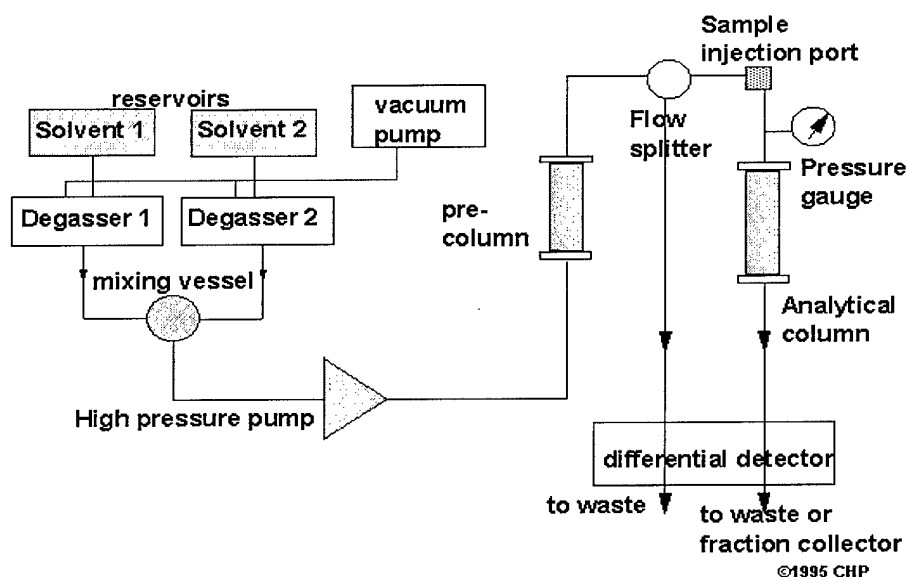 Sample
injection port
reservoirs
Solvent 1
Solvent 2
vacuum
pump
Flow
splitter
Degasser 1
Degasser 2
pre-
column
Pressure
gauge
mixing vessel
Analytical
column
High pressure pump
differential detector
to waste
to waste or
fraction collector
©1995 CHP